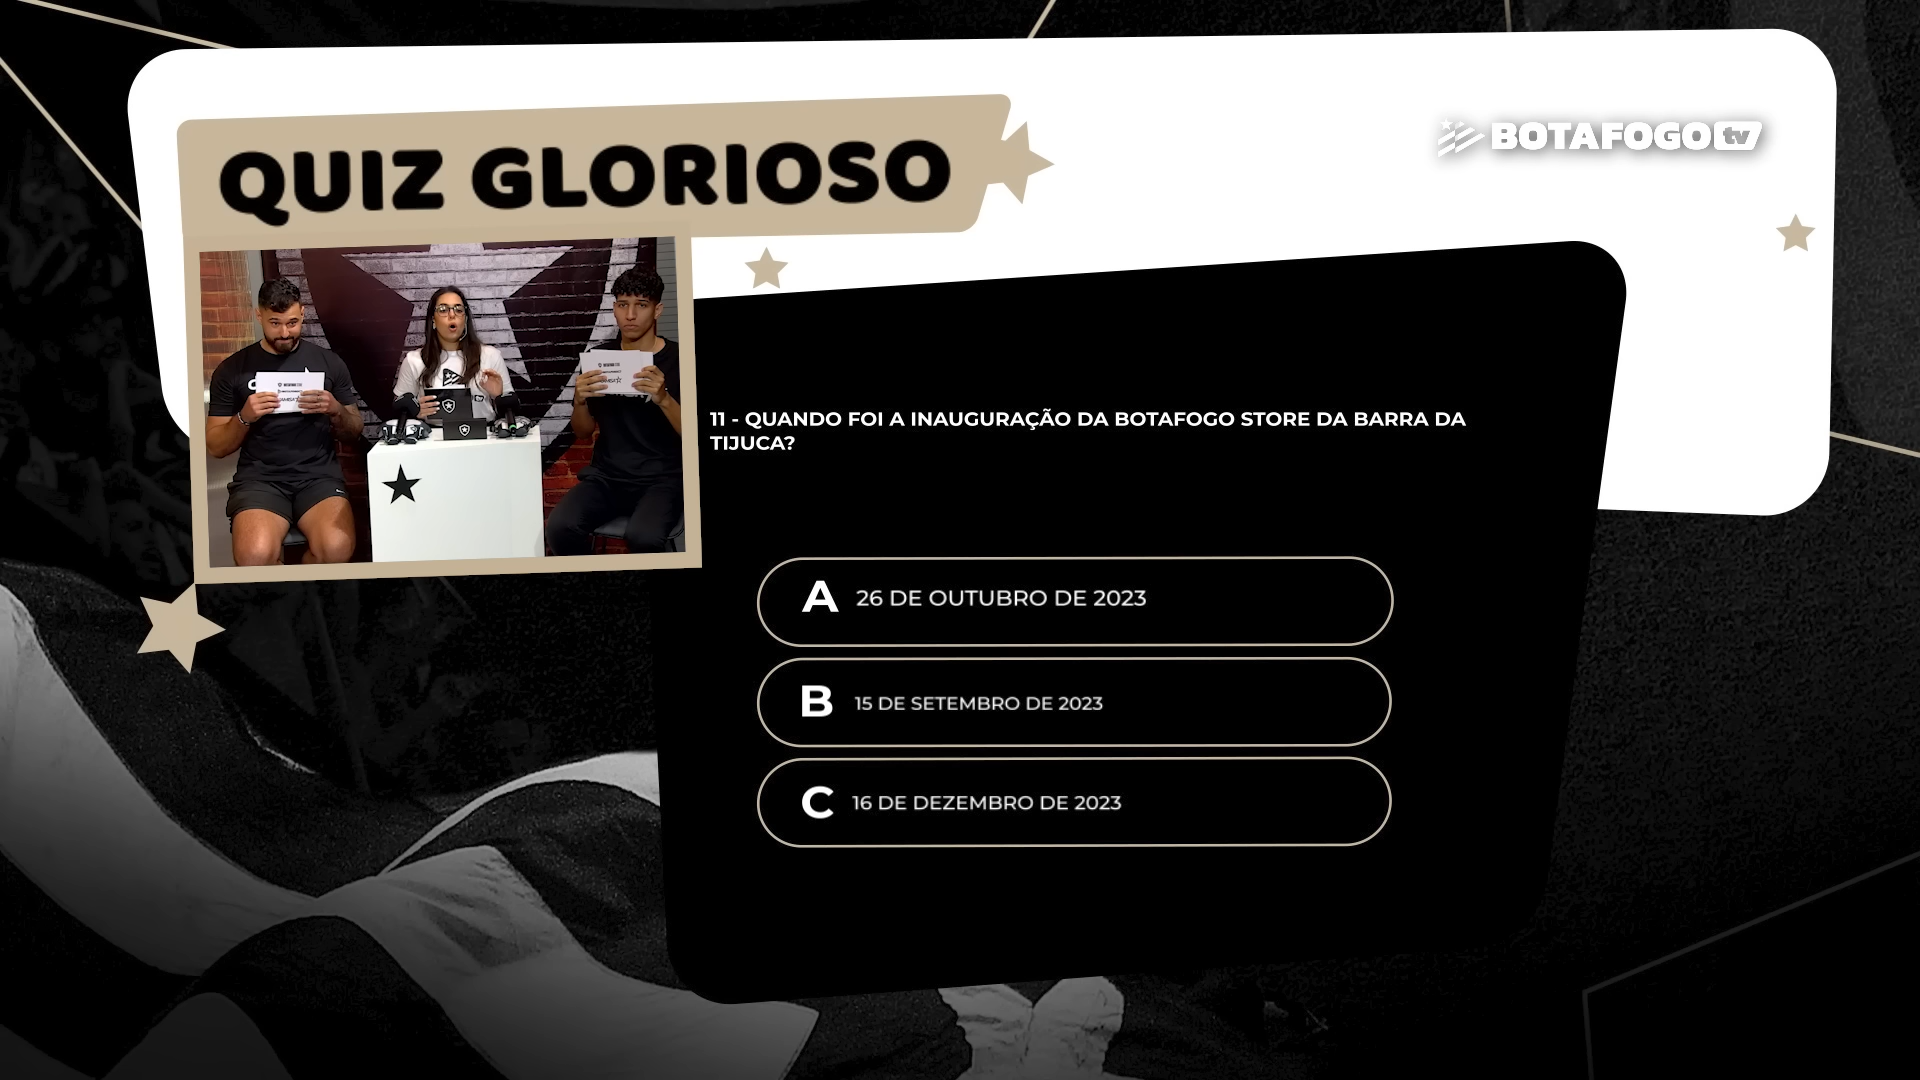 QUIZ GLORIOSO
BOTAFOGO tv
11 - QUANDO FOI A INAUGURAÇÃO DA BOTAFOGO STORE DA BARRA DA
TIJUCA?
A 26 DE OUTUBRO DE 2023
B 15 DE SETEMBRO DE 2023
C 16 DE DEZEMBRO DE 2023